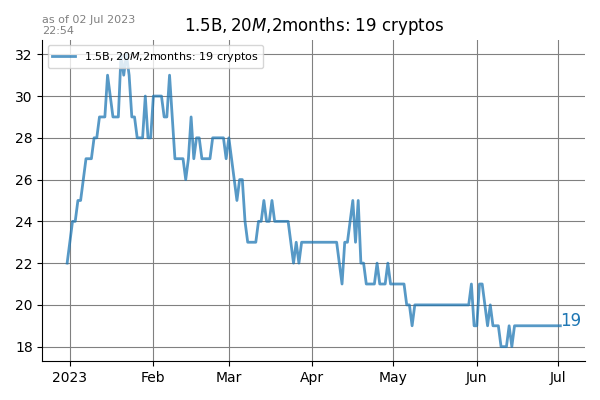 as of 02 Jul 2023
22:54
1.5B, 20M,2months: 19 cryptos
1.5B, 20M,2months: 19 cryptos
32
30
28
26
24
22
20
18
19
2023 Feb Mar Apr May Jun Jul